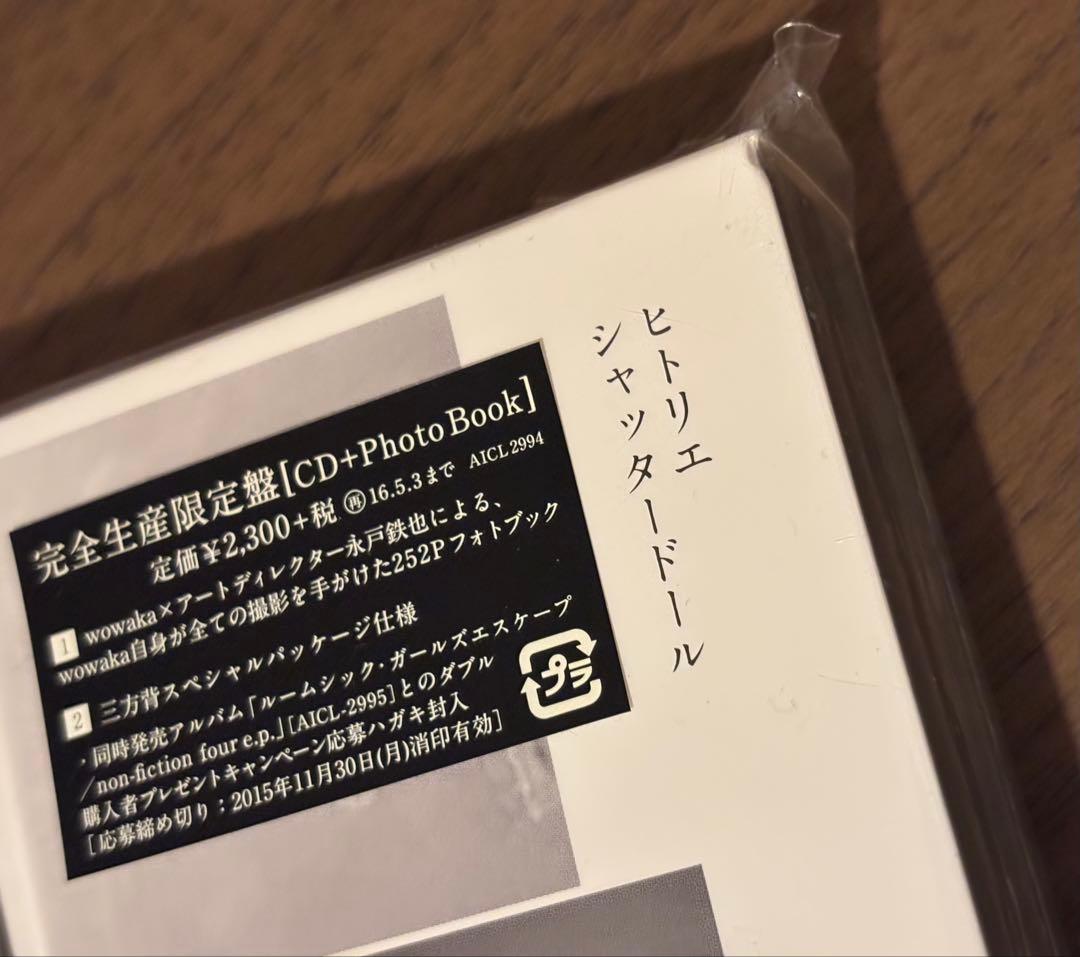 ヒトリエ
シャッタードール
完全生産限定盤[CD+Photo Book]
定価¥2,300+税 ㊢16.5.3まで AICL 2994
1 wowaka×アートディレクター永戸鉄也による、
wowaka自身が全ての撮影を手がけた252Pフォトブック
2 三方背スペシャルパッケージ仕様
・同時発売アルバム「ルームシック・ガールズエスケープ
/non-fiction four e.p.」[AICL-2995]とのダブル
購入者プレゼントキャンペーン応募ハガキ封入
[応募締め切り：2015年11月30日(月)消印有効]
プラ